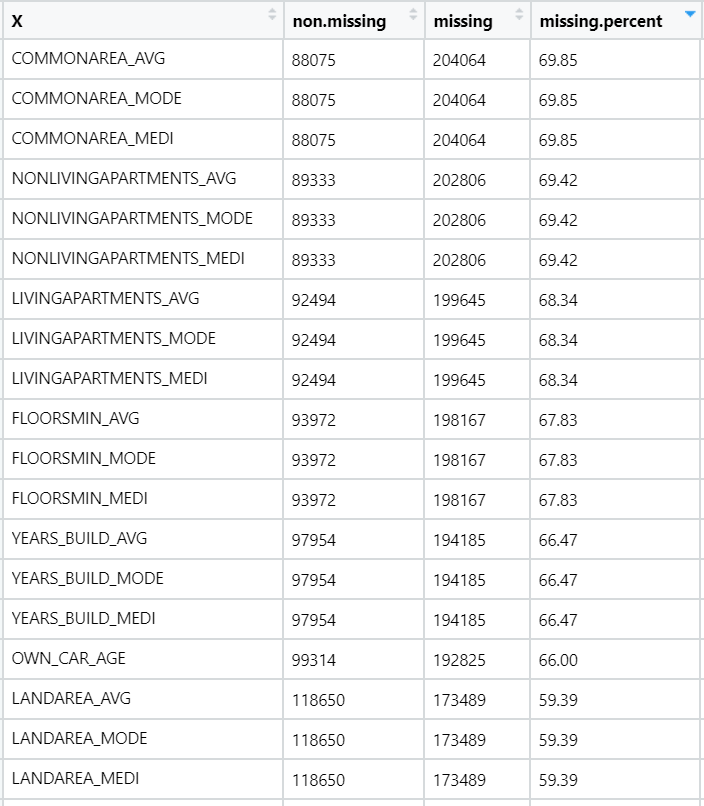 X non.missing missing missing.percent
COMMONAREA_AVG 88075 204064 69.85
COMMONAREA_MODE 88075 204064 69.85
COMMONAREA_MEDI 88075 204064 69.85
NONLIVINGAPARTMENTS_AVG 89333 202806 69.42
NONLIVINGAPARTMENTS_MODE 89333 202806 69.42
NONLIVINGAPARTMENTS_MEDI 89333 202806 69.42
LIVINGAPARTMENTS_AVG 92494 199645 68.34
LIVINGAPARTMENTS_MODE 92494 199645 68.34
LIVINGAPARTMENTS_MEDI 92494 199645 68.34
FLOORSMIN_AVG 93972 198167 67.83
FLOORSMIN_MODE 93972 198167 67.83
FLOORSMIN_MEDI 93972 198167 67.83
YEARS_BUILD_AVG 97954 194185 66.47
YEARS_BUILD_MODE 97954 194185 66.47
YEARS_BUILD_MEDI 97954 194185 66.47
OWN_CAR_AGE 99314 192825 66.00
LANDAREA_AVG 118650 173489 59.39
LANDAREA_MODE 118650 173489 59.39
LANDAREA_MEDI 118650 173489 59.39